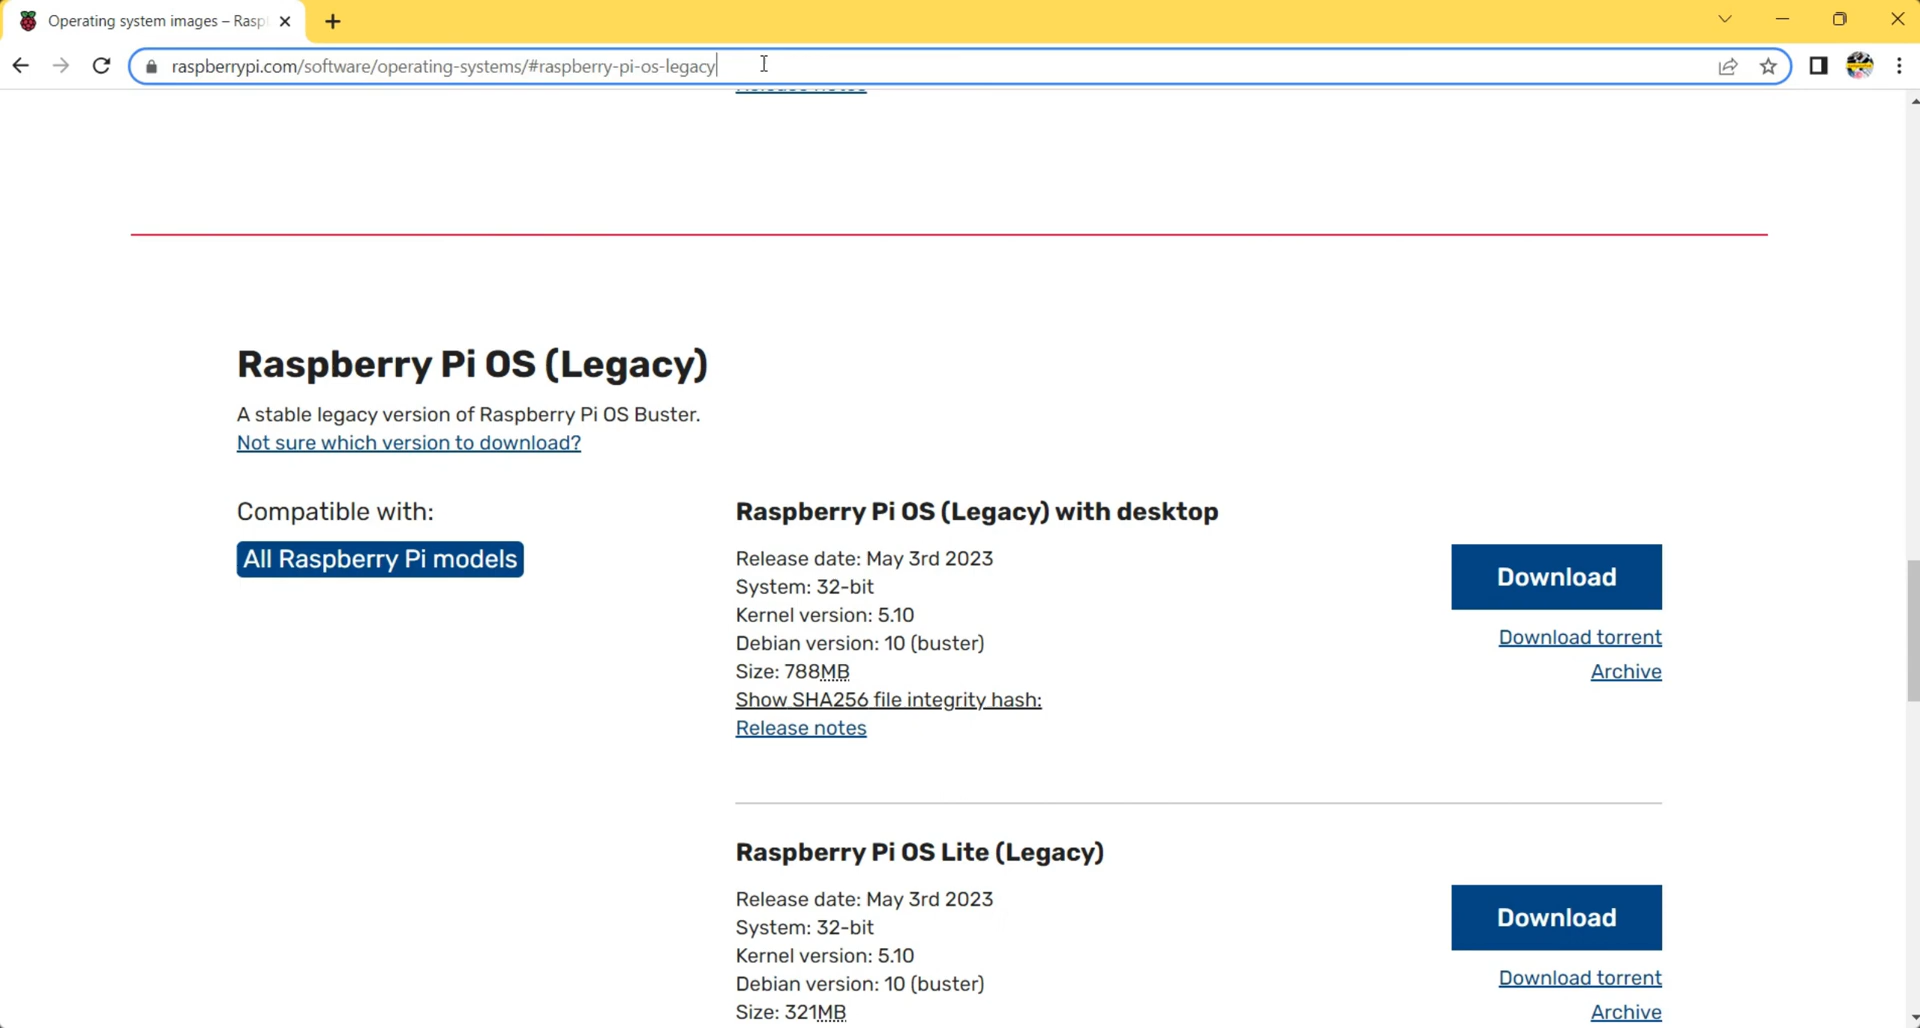 Operating system images – Rasp
raspberrypi.com/software/operating-systems/#raspberry-pi-os-legacy
Release notes
Raspberry Pi OS (Legacy)
A stable legacy version of Raspberry Pi OS Buster.
Not sure which version to download?
Compatible with:
All Raspberry Pi models
Raspberry Pi OS (Legacy) with desktop
Release date: May 3rd 2023
System: 32-bit
Kernel version: 5.10
Debian version: 10 (buster)
Size: 788MB
Show SHA256 file integrity hash:
Release notes
Download
Download torrent
Archive
Raspberry Pi OS Lite (Legacy)
Release date: May 3rd 2023
System: 32-bit
Kernel version: 5.10
Debian version: 10 (buster)
Size: 321MB
Download
Download torrent
Archive